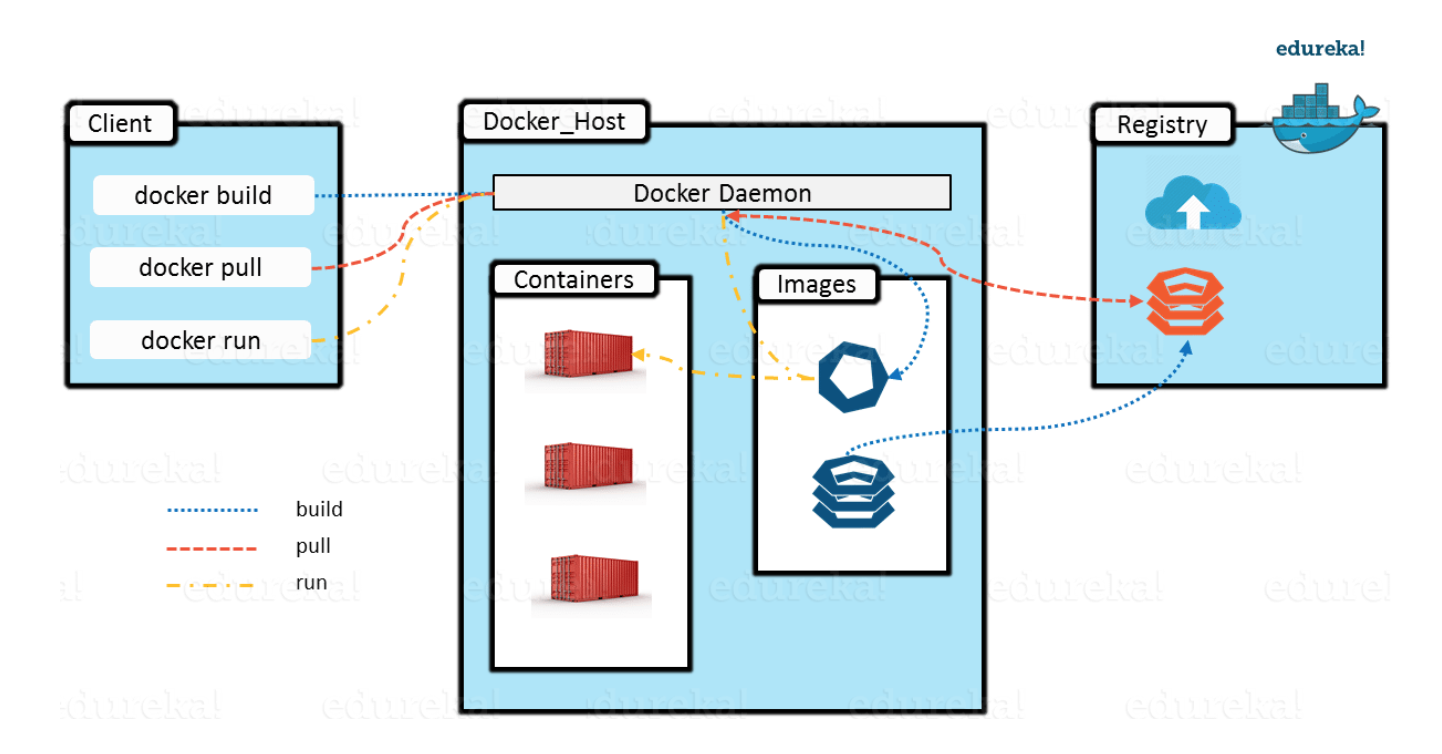 edureka!
Client
Docker_Host
Registry
docker build
Docker Daemon
docker pull
Containers
Images
docker run
build
pull
run